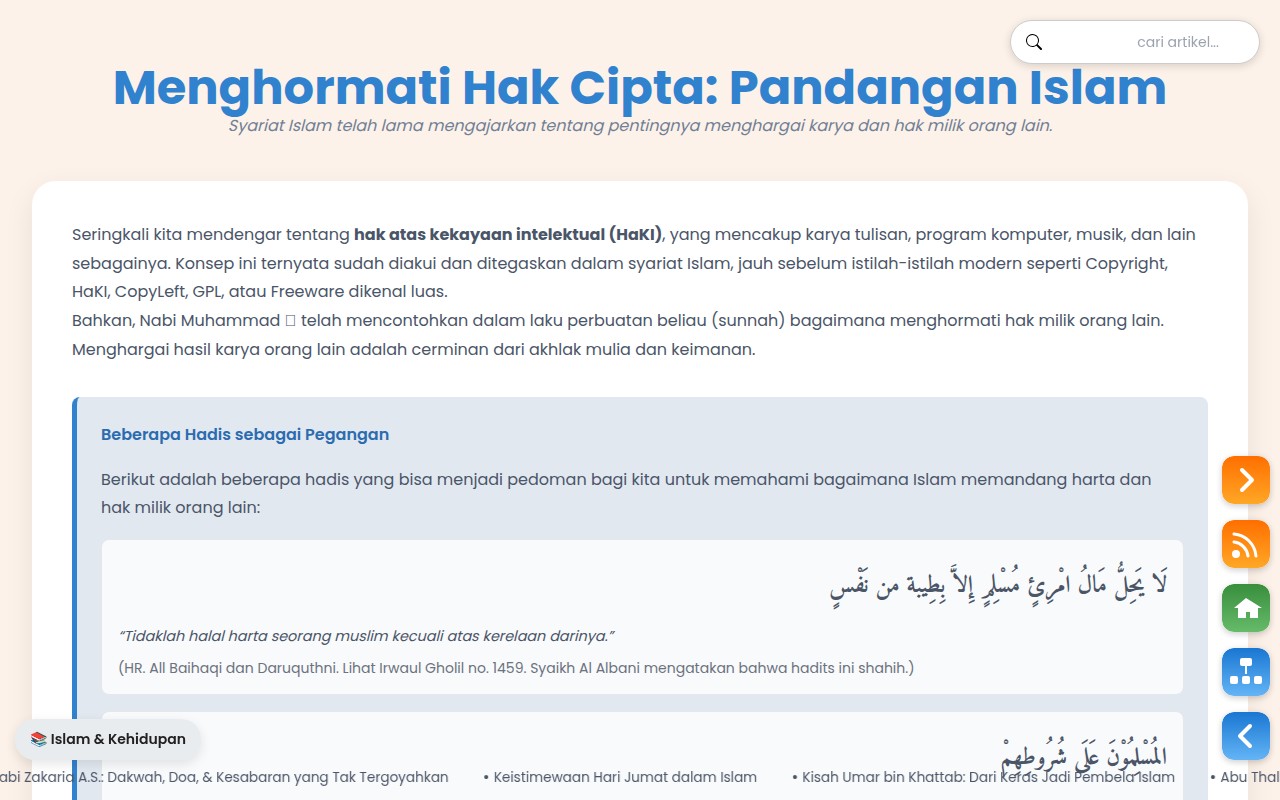 cari artikel...
Menghormati Hak Cipta: Pandangan Islam
Syariat Islam telah lama mengajarkan tentang pentingnya menghargai karya dan hak milik orang lain.
Seringkali kita mendengar tentang hak atas kekayaan intelektual (HaKI), yang mencakup karya tulisan, program komputer, musik, dan lain
sebagainya. Konsep ini ternyata sudah diakui dan ditegaskan dalam syariat Islam, jauh sebelum istilah-istilah modern seperti Copyright,
HaKI, CopyLeft, GPL, atau Freeware dikenal luas.
Bahkan, Nabi Muhammad telah mencontohkan dalam laku perbuatan beliau (sunnah) bagaimana menghormati hak milik orang lain.
Menghargai hasil karya orang lain adalah cerminan dari akhlak mulia dan keimanan.
Beberapa Hadis sebagai Pegangan
Berikut adalah beberapa hadis yang bisa menjadi pedoman bagi kita untuk memahami bagaimana Islam memandang harta dan
hak milik orang lain:
لَا يَحِلُّ مَالُ امْرِئٍ مُسْلِمٍ إِلاَّ بِطِيبة من نَفْسٍ
“Tidaklah halal harta seorang muslim kecuali atas kerelaan darinya.”
(HR. All Baihaqi dan Daruquthni. Lihat Irwaul Gholil no. 1459. Syaikh Al Albani mengatakan bahwa hadits ini shahih.)
المُسْلِمُوْنَ عَلَى شُرُوطِهِمْ
📚 Islam & Kehidupan
abi Zakaria A.S.: Dakwah, Doa, & Kesabaran yang Tak Tergoyahkan • Keistimewaan Hari Jumat dalam Islam • Kisah Umar bin Khattab: Dari Keras Jadi Pembela Islam • Abu Thal